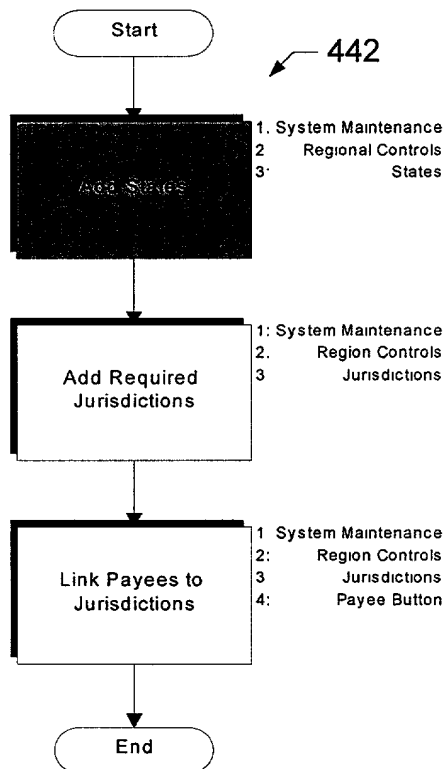 Start
442
Add States
1. System Maintenance
2 Regional Controls
3: States
Add Required
Jurisdictions
1: System Maintenance
2. Region Controls
3 Jurisdictions
Link Payees to
Jurisdictions
1 System Maintenance
2: Region Controls
3 Jurisdictions
4: Payee Button
End